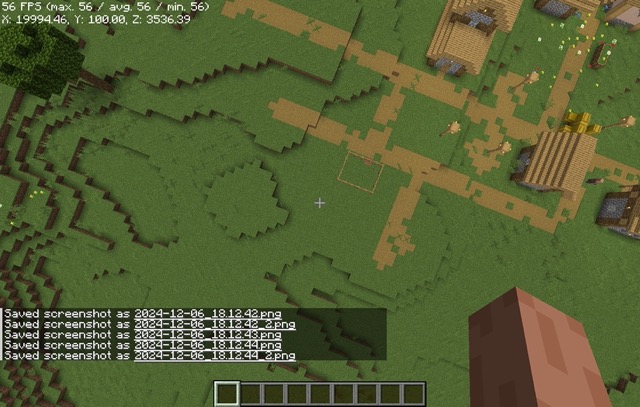 56 FPS (max. 56 / avg. 56 / min. 56)
X: 19994.46, Y: 100.00, Z: 3536.39
Saved screenshot as 2024-12-06_18.12.42.png
Saved screenshot as 2024-12-06_18.12.42_2.png
Saved screenshot as 2024-12-06_18.12.43.png
Saved screenshot as 2024-12-06_18.12.44.png
Saved screenshot as 2024-12-06_18.12.44_2.png